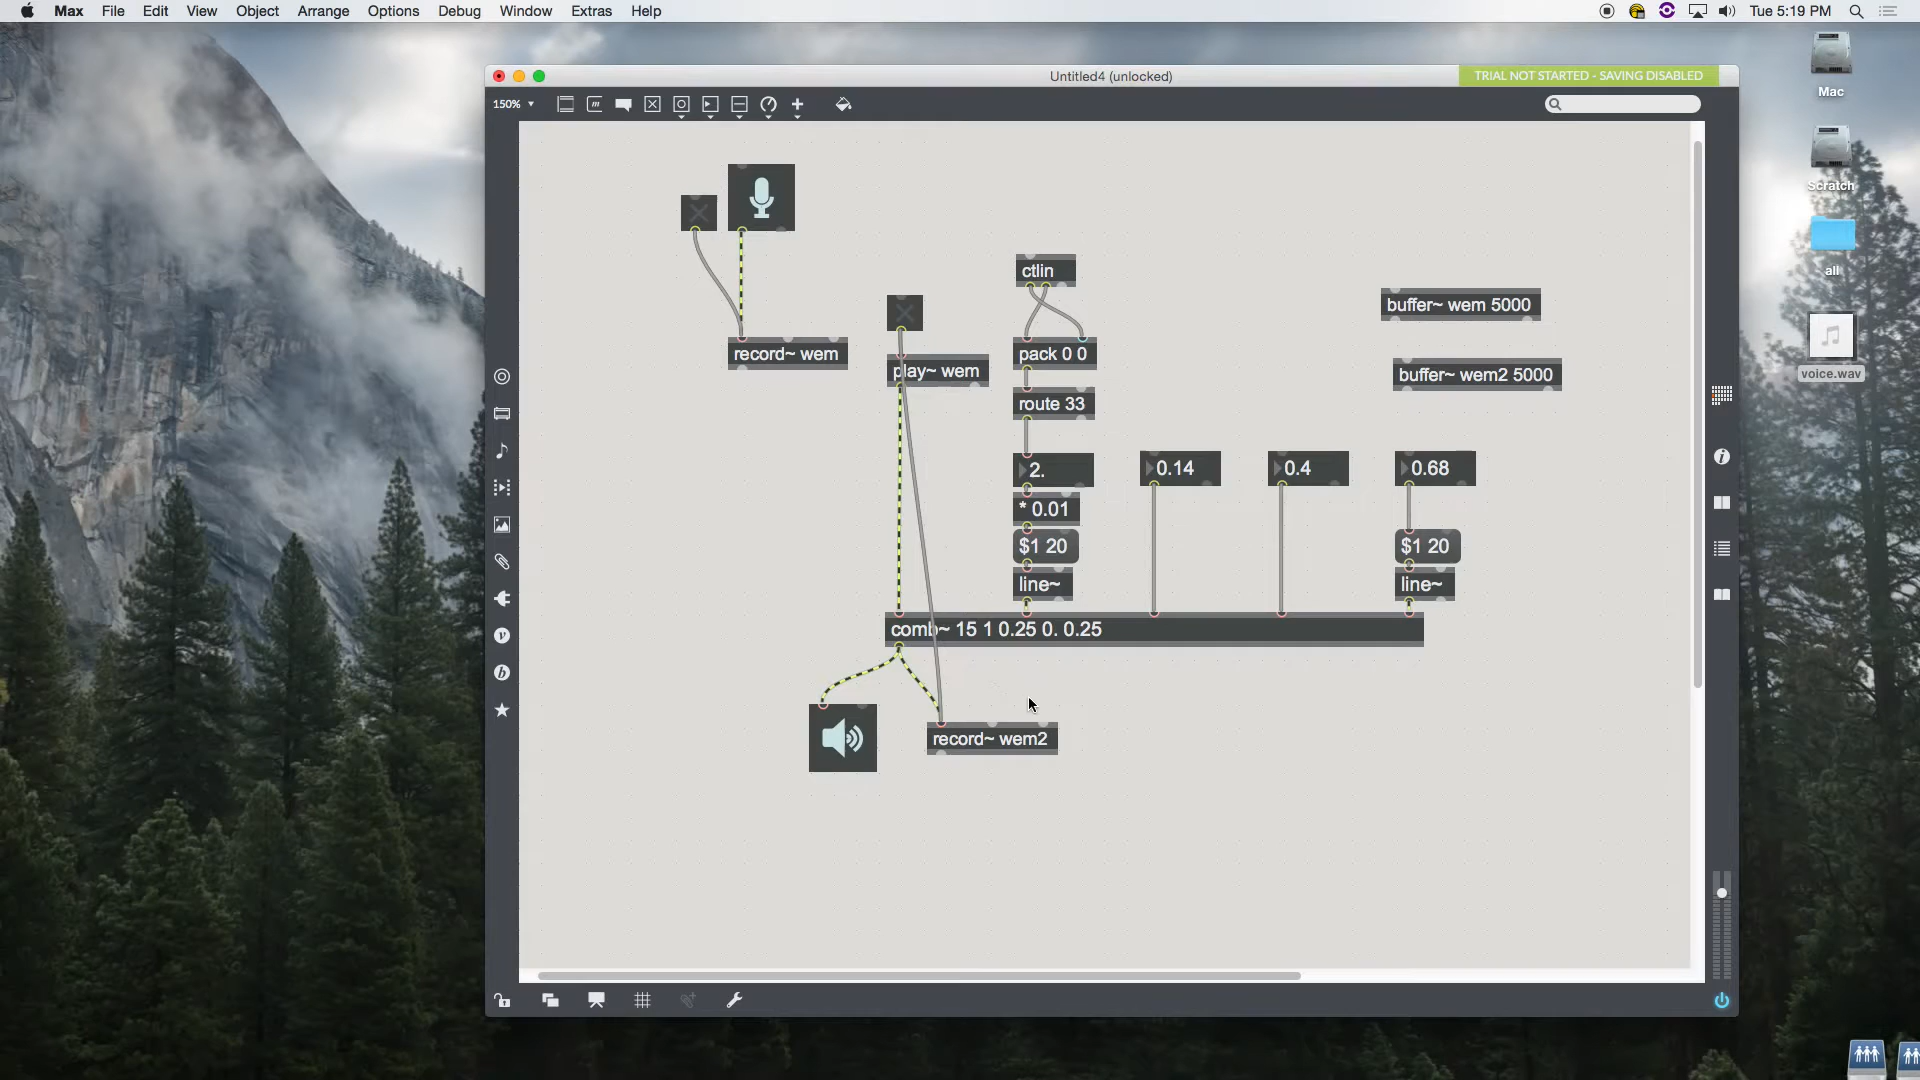 Max File Edit View Object Arrange Options Debug Window Extras Help
Tue 5:19 PM
Untitled4 (unlocked)
TRIAL NOT STARTED - SAVING DISABLED
150%
Mac
Scratch
all
voice.wav
ctlin
buffer~ wem 5000
record~ wem
play~ wem
pack 0 0
buffer~ wem2 5000
route 33
2.
0.14
0.4
0.68
* 0.01
$1 20
$1 20
line~
line~
comb~ 15 1 0.25 0. 0.25
record~ wem2